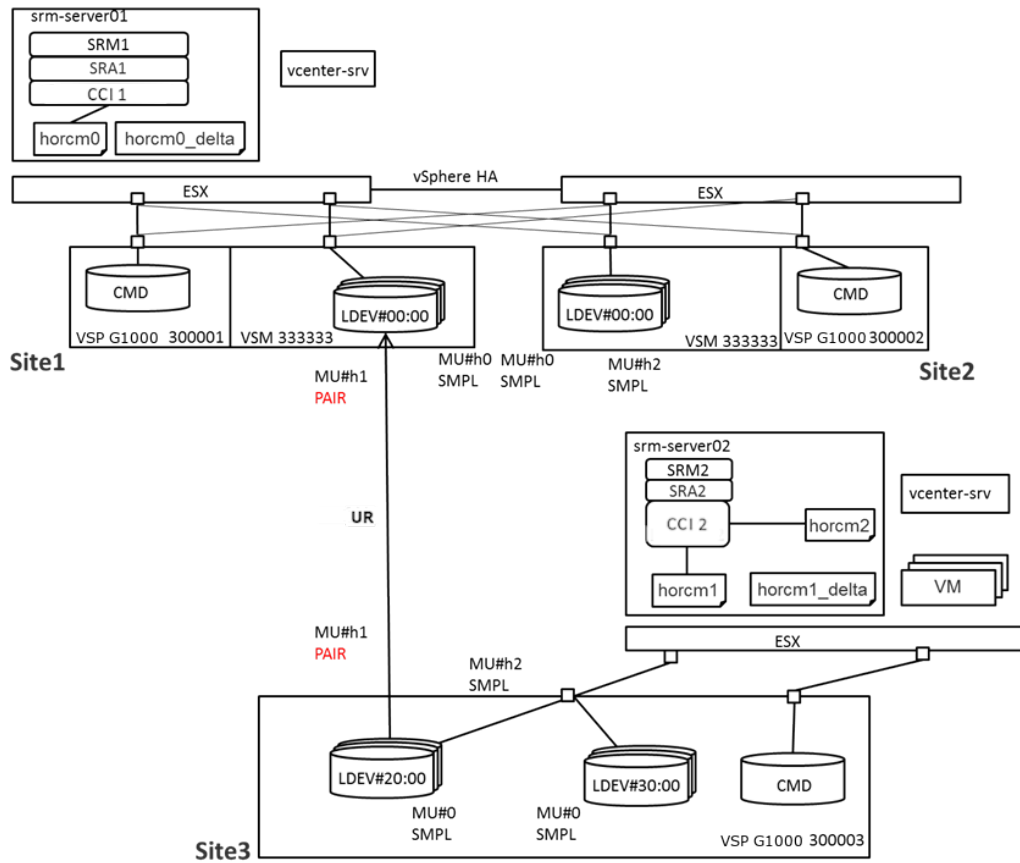 srm-server01
SRM1
SRA1
CCI 1
horcm0
horcm0_delta
vcenter-srv
ESX
vSphere HA
ESX
CMD
LDEV#00:00
VSP G1000 300001
VSM 333333
LDEV#00:00
CMD
VSM 333333
VSP G1000 300002
Site1
Site2
MU#h1
PAIR
MU#h0
SMPL
MU#h0
SMPL
MU#h2
SMPL
srm-server02
SRM2
SRA2
CCI 2
horcm2
horcm1
horcm1_delta
vcenter-srv
VM
UR
ESX
MU#h1
PAIR
MU#h2
SMPL
LDEV#20:00
LDEV#30:00
CMD
MU#0
SMPL
MU#0
SMPL
VSP G1000 300003
Site3